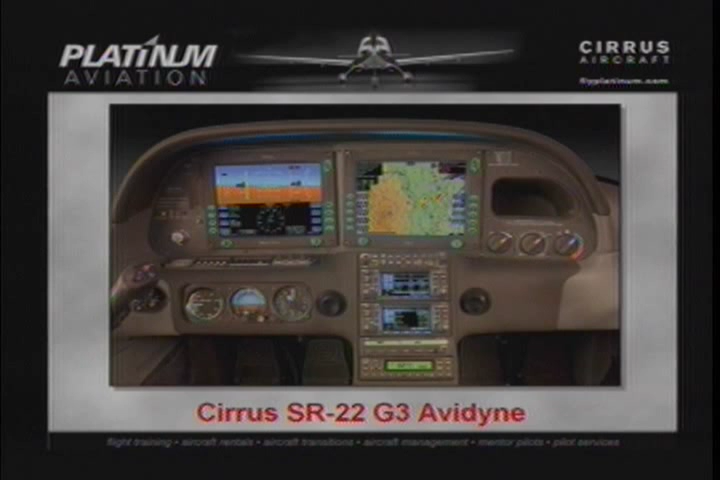 PLATINUM
AVIATION
CIRRUS
AIRCRAFT
flyplatinum.com
Cirrus SR-22 G3 Avidyne
flight training • aircraft rentals • aircraft transitions • aircraft management • mentor pilots • pilot services